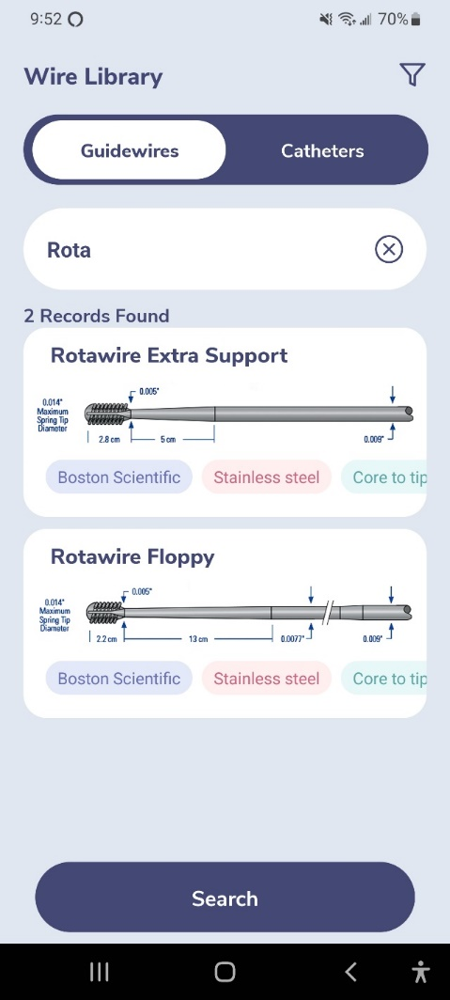 9:52
70%
Wire Library
Guidewires
Catheters
Rota
2 Records Found
Rotawire Extra Support
0.014"
Maximum
Spring Tip
Diameter
0.005"
2.8 cm
5 cm
0.009"
Boston Scientific
Stainless steel
Core to tip
Rotawire Floppy
0.014"
Maximum
Spring Tip
Diameter
0.005"
2.2 cm
13 cm
0.0077"
0.009"
Boston Scientific
Stainless steel
Core to tip
Search